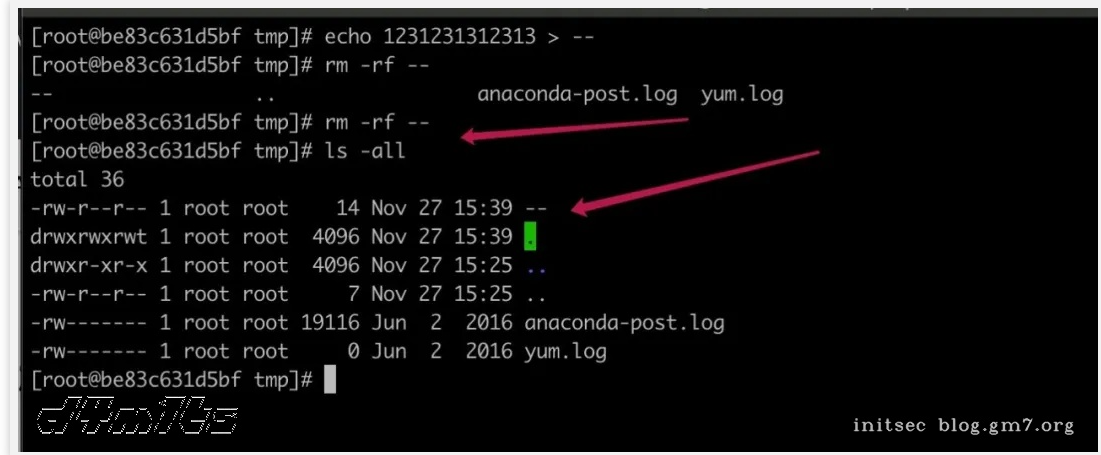 [root@be83c631d5bf tmp]# echo 1231231312313 > --
[root@be83c631d5bf tmp]# rm -rf --
-- .. anaconda-post.log yum.log
[root@be83c631d5bf tmp]# rm -rf --
[root@be83c631d5bf tmp]# ls -all
total 36
-rw-r--r-- 1 root root 14 Nov 27 15:39 --
drwxrwxrwt 1 root root 4096 Nov 27 15:39 .
drwxr-xr-x 1 root root 4096 Nov 27 15:25 ..
-rw-r--r-- 1 root root 7 Nov 27 15:25 ..
-rw------- 1 root root 19116 Jun 2 2016 anaconda-post.log
-rw------- 1 root root 0 Jun 2 2016 yum.log
[root@be83c631d5bf tmp]#
d4m1ts
initsec blog.gm7.org